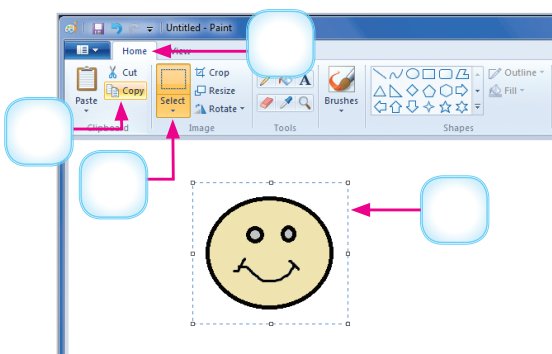 Untitled - Paint
Home View
Cut
Copy
Paste
Clipboard
Select
Crop
Resize
Rotate
Image
A
Tools
Brushes
Shapes
Outline
Fill